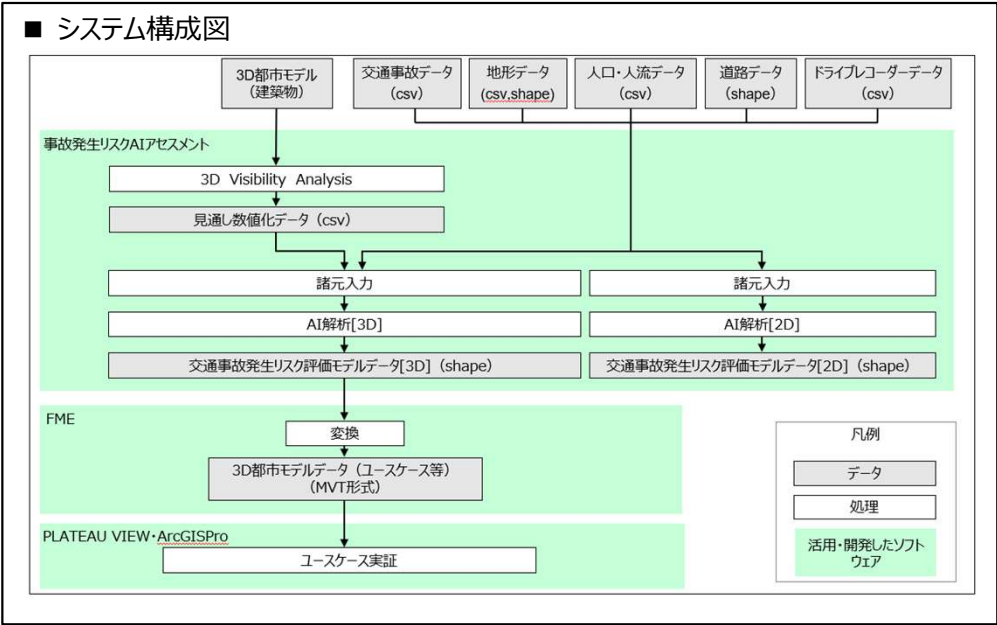 ■ システム構成図
3D都市モデル
（建築物）
交通事故データ
（csv）
地形データ
(csv,shape)
人口・人流データ
（csv）
道路データ
（shape）
ドライブレコーダーデータ
（csv）
事故発生リスクAIアセスメント
3D Visibility Analysis
見通し数値化データ（csv）
諸元入力
諸元入力
AI解析[3D]
AI解析[2D]
交通事故発生リスク評価モデルデータ[3D]（shape）
交通事故発生リスク評価モデルデータ[2D]（shape）
FME
変換
3D都市モデルデータ（ユースケース等）
（MVT形式）
PLATEAU VIEW・ArcGISPro
ユースケース実証
凡例
データ
処理
活用・開発したソフト
ウェア